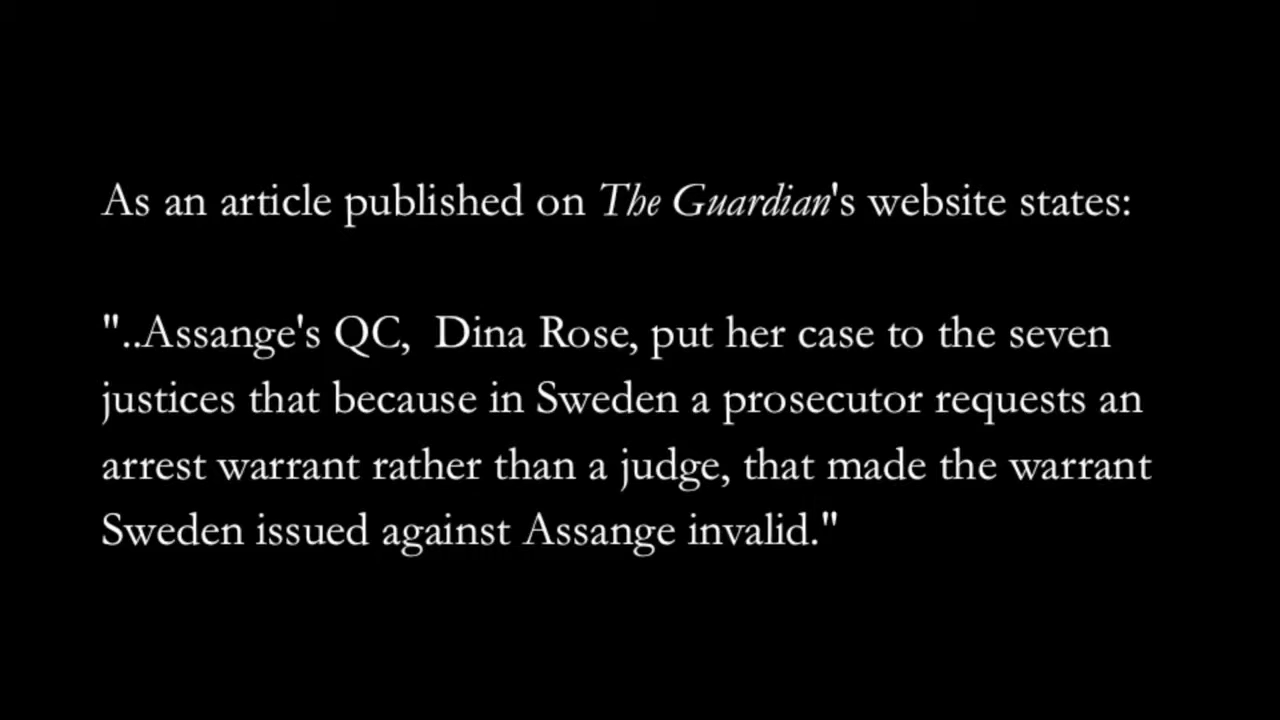 As an article published on The Guardian's website states:
"..Assange's QC,  Dina Rose, put her case to the seven
justices that because in Sweden a prosecutor requests an
arrest warrant rather than a judge, that made the warrant
Sweden issued against Assange invalid."